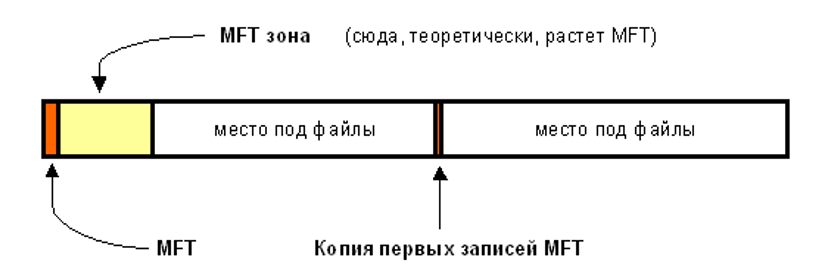 MFT зона (сюда, теоретически, растет MFT)
место под файлы место под файлы
MFT Копия первых записей MFT